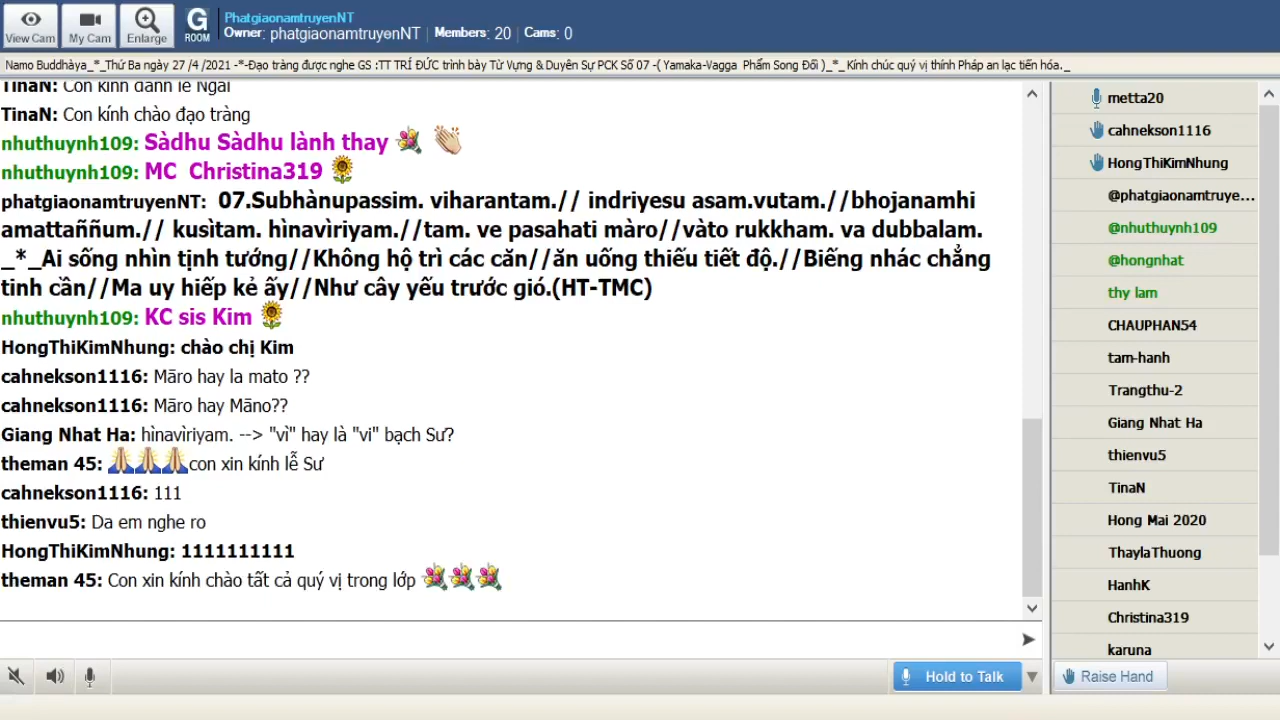 View Cam
My Cam
Enlarge
G
ROOM
PhatgiaonamtruyenNT
Owner: phatgiaonamtruyenNT | Members: 20 | Cams: 0
Namo Buddhàya_*_Thứ Ba ngày 27 /4 /2021 -*-Đạo tràng được nghe GS :TT TRÍ ĐỨC trình bày Từ Vựng & Duyên Sự PCK Số 07 -( Yamaka-Vagga Phẩm Song Đối )_*_ Kính chúc quý vị thính Pháp an lạc tiến hóa._
TinaN: Con kính đảnh lễ Ngài
TinaN: Con kính chào đạo tràng
nhuthuynh109: Sàdhu Sàdhu lành thay
nhuthuynh109: MC Christina319
phatgiaonamtruyenNT: 07.Subhànupassim. viharantam.// indriyesu asam.vutam.//bhojanamhi
amattaññum.// kusìtam. hìnavìriyam.//tam. ve pasahati màro//vàto rukkham. va dubbalam.
_*_Ai sống nhìn tịnh tướng//Không hộ trì các căn//ăn uống thiếu tiết độ.//Biếng nhác chẳng
tinh cần//Ma uy hiếp kẻ ấy//Như cây yếu trước gió.(HT-TMC)
nhuthuynh109: KC sis Kim
HongThiKimNhung: chào chị Kim
cahnekson1116: Māro hay la mato ??
cahnekson1116: Māro hay Māno??
Giang Nhat Ha: hìnavìriyam. --> "vì" hay là "vi" bạch Sư?
theman 45: con xin kính lễ Sư
cahnekson1116: 111
thienvu5: Da em nghe ro
HongThiKimNhung: 1111111111
theman 45: Con xin kính chào tất cả quý vị trong lớp
Hold to Talk
metta20
cahnekson1116
HongThiKimNhung
@phatgiaonamtruye...
@nhuthuynh109
@hongnhat
thy lam
CHAUPHAN54
tam-hanh
Trangthu-2
Giang Nhat Ha
thienvu5
TinaN
Hong Mai 2020
ThaylaThuong
HanhK
Christina319
karuna
Raise Hand